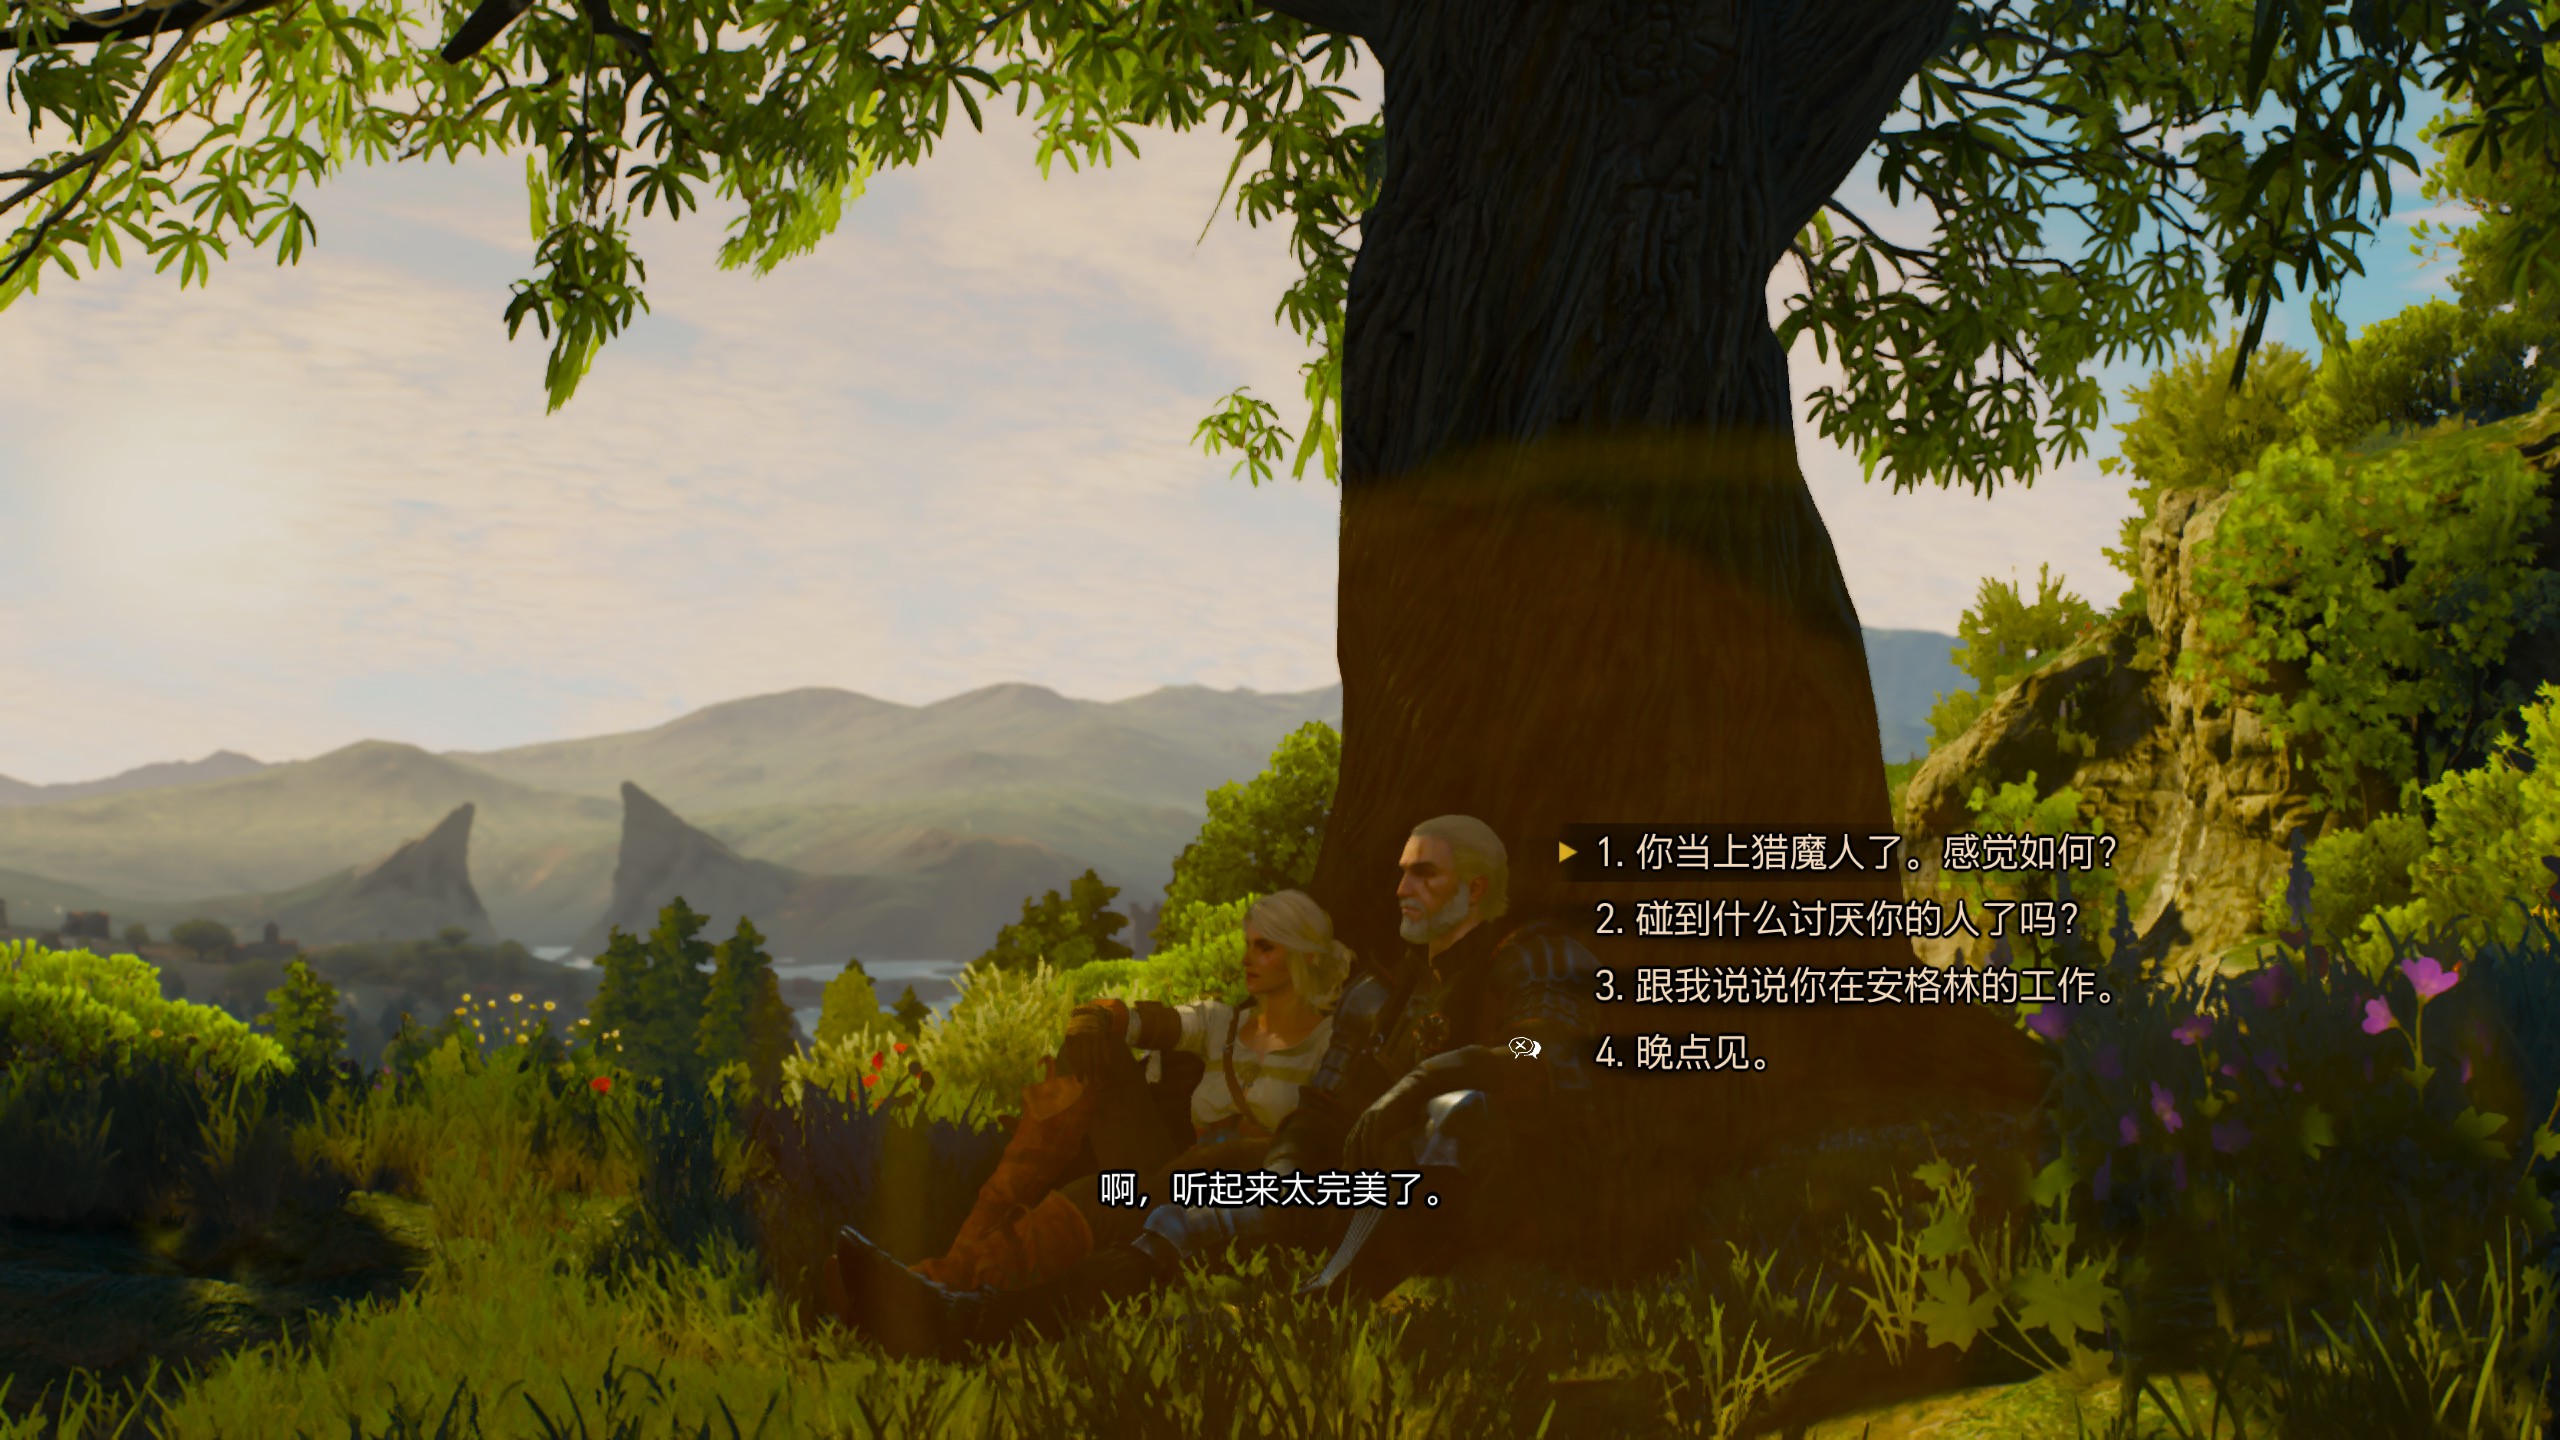 1. 你当上猎魔人了。感觉如何？
2. 碰到什么讨厌你的人了吗？
3. 跟我说说你在安格林的工作。
4. 晚点见。
啊，听起来太完美了。